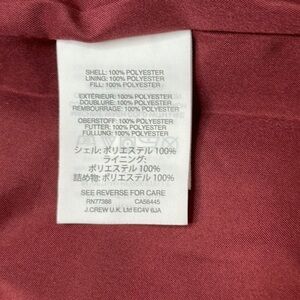 SHELL: 100% POLYESTER
LINING: 100% POLYESTER
FILL: 100% POLYESTER
EXTÉRIEUR: 100% POLYESTER
DOUBLURE: 100% POLYESTER
REMBOURRAGE: 100% POLYESTER
OBERSTOFF: 100% POLYESTER
FUTTER: 100% POLYESTER
FÜLLUNG: 100% POLYESTER
シェル: ポリエステル 100%
ライニング:
ポリエステル 100%
詰め物: ポリエステル 100%
SEE REVERSE FOR CARE
RN77388 CA56445
J.CREW U.K. Ltd EC4V 6JA